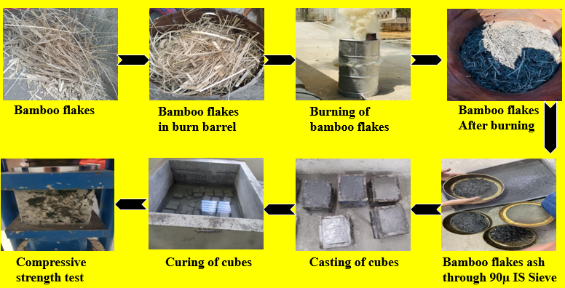 Bamboo flakes
Bamboo flakes
in burn barrel
Burning of
bamboo flakes
Bamboo flakes
After burning
Compressive
strength test
Curing of cubes
Casting of cubes
Bamboo flakes ash
through 90μ IS Sieve